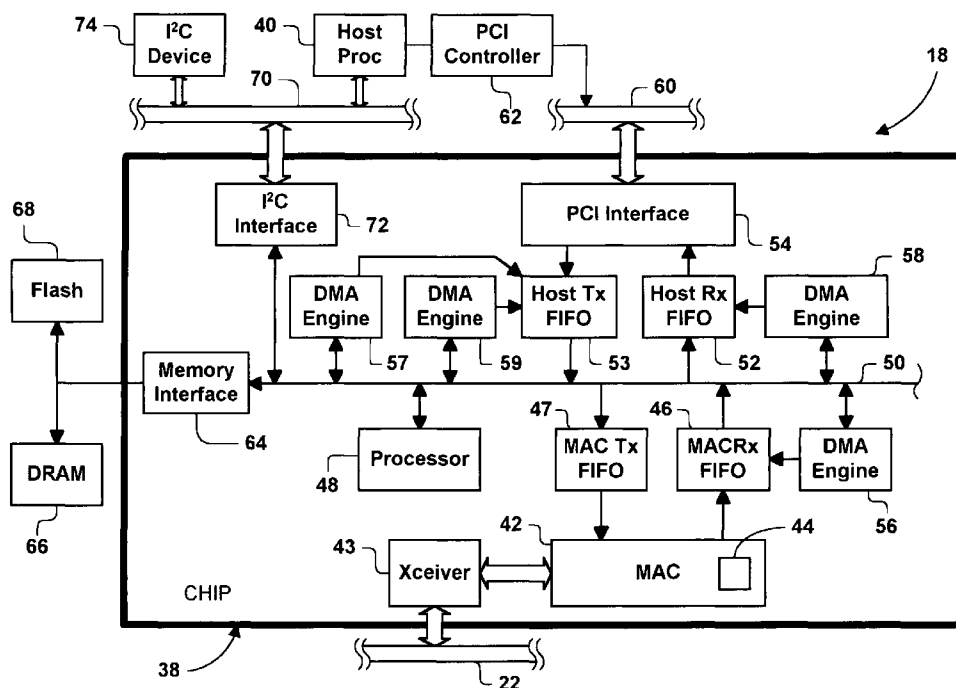 74
I²C
Device
40
Host
Proc
PCI
Controller
62
70
60
18
I²C
Interface
72
PCI Interface
54
68
Flash
58
DMA
Engine
57
DMA
Engine
59
Host Tx
FIFO
53
Host Rx
FIFO
52
DMA
Engine
50
Memory
Interface
64
DRAM
66
Processor
48
47
MAC Tx
FIFO
46
MACRx
FIFO
DMA
Engine
56
43
Xceiver
42
MAC
44
CHIP
38
22